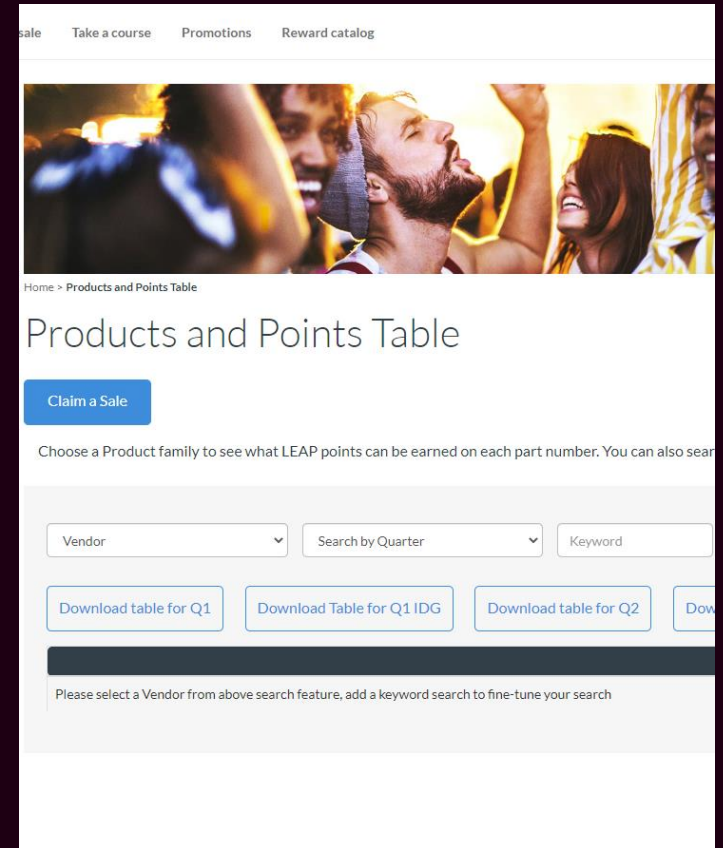 sale Take a course Promotions Reward catalog
Home > Products and Points Table
Products and Points Table
Claim a Sale
Choose a Product family to see what LEAP points can be earned on each part number. You can also sear
Vendor Search by Quarter Keyword
Download table for Q1 Download Table for Q1 IDG Download table for Q2 Dow
Please select a Vendor from above search feature, add a keyword search to fine-tune your search